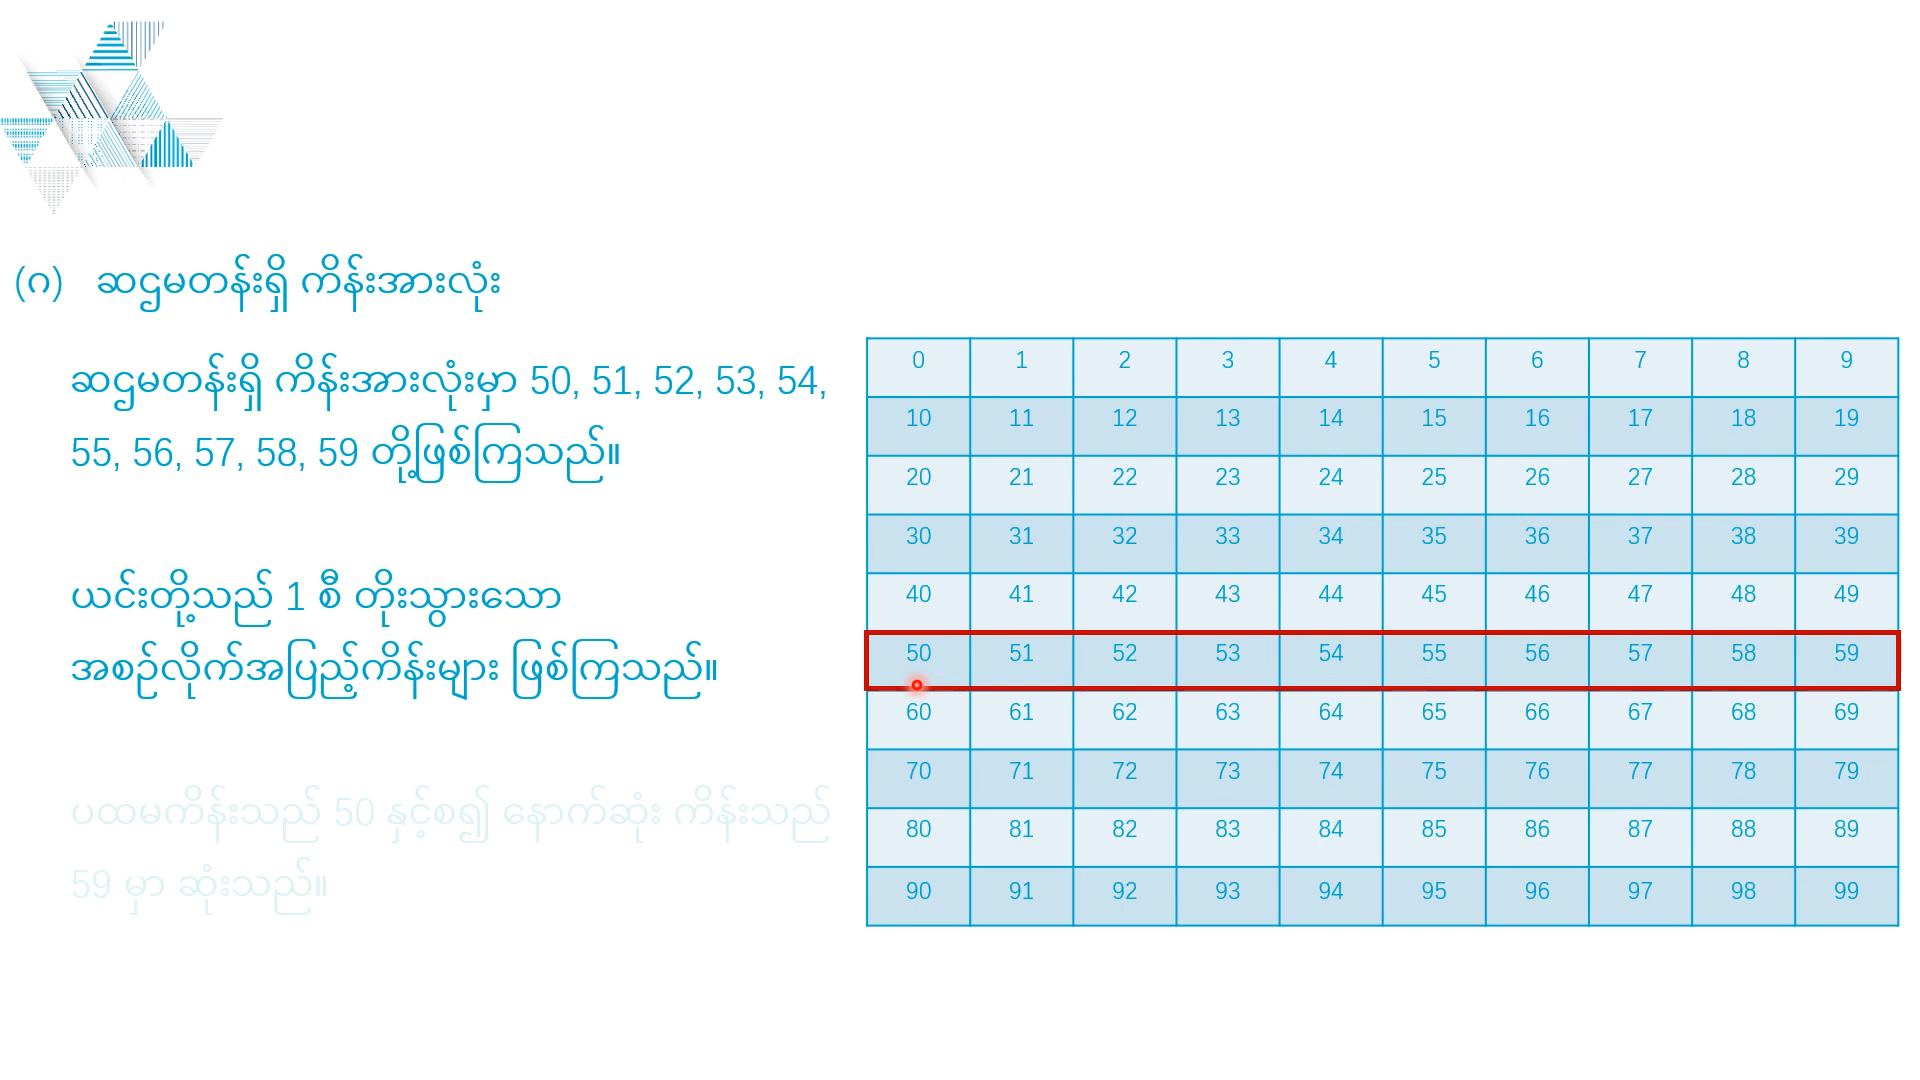 (ဂ) ဆဌမတန်းရှိ ကိန်းအားလုံး
ဆဌမတန်းရှိ ကိန်းအားလုံးမှာ 50, 51, 52, 53, 54,
55, 56, 57, 58, 59 တို့ဖြစ်ကြသည်။
ယင်းတို့သည် 1 စီ တိုးသွားသော
အစဉ်လိုက်အပြည့်ကိန်းများ ဖြစ်ကြသည်။
ပထမကိန်းသည် 50 နှင့်စ၍ နောက်ဆုံး ကိန်းသည်
59 မှာ ဆုံးသည်။
0 1 2 3 4 5 6 7 8 9
10 11 12 13 14 15 16 17 18 19
20 21 22 23 24 25 26 27 28 29
30 31 32 33 34 35 36 37 38 39
40 41 42 43 44 45 46 47 48 49
50 51 52 53 54 55 56 57 58 59
60 61 62 63 64 65 66 67 68 69
70 71 72 73 74 75 76 77 78 79
80 81 82 83 84 85 86 87 88 89
90 91 92 93 94 95 96 97 98 99